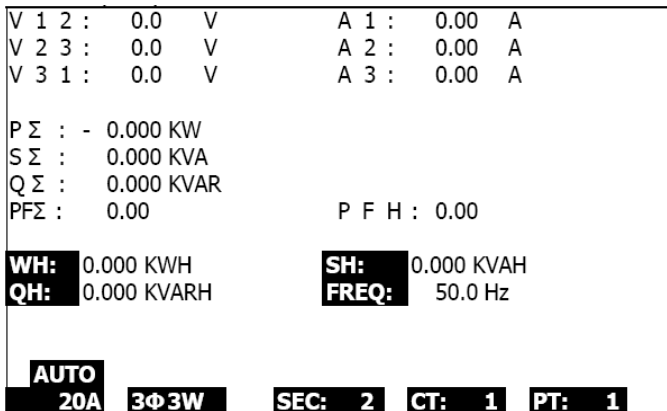 V 1 2 : 0.0 V A 1 : 0.00 A
V 2 3 : 0.0 V A 2 : 0.00 A
V 3 1 : 0.0 V A 3 : 0.00 A
P Σ : - 0.000 KW
S Σ : 0.000 KVA
Q Σ : 0.000 KVAR
PFΣ : 0.00 P F H : 0.00
WH: 0.000 KWH SH: 0.000 KVAH
QH: 0.000 KVARH FREQ: 50.0 Hz
AUTO
20A 3Φ3W SEC: 2 CT: 1 PT: 1